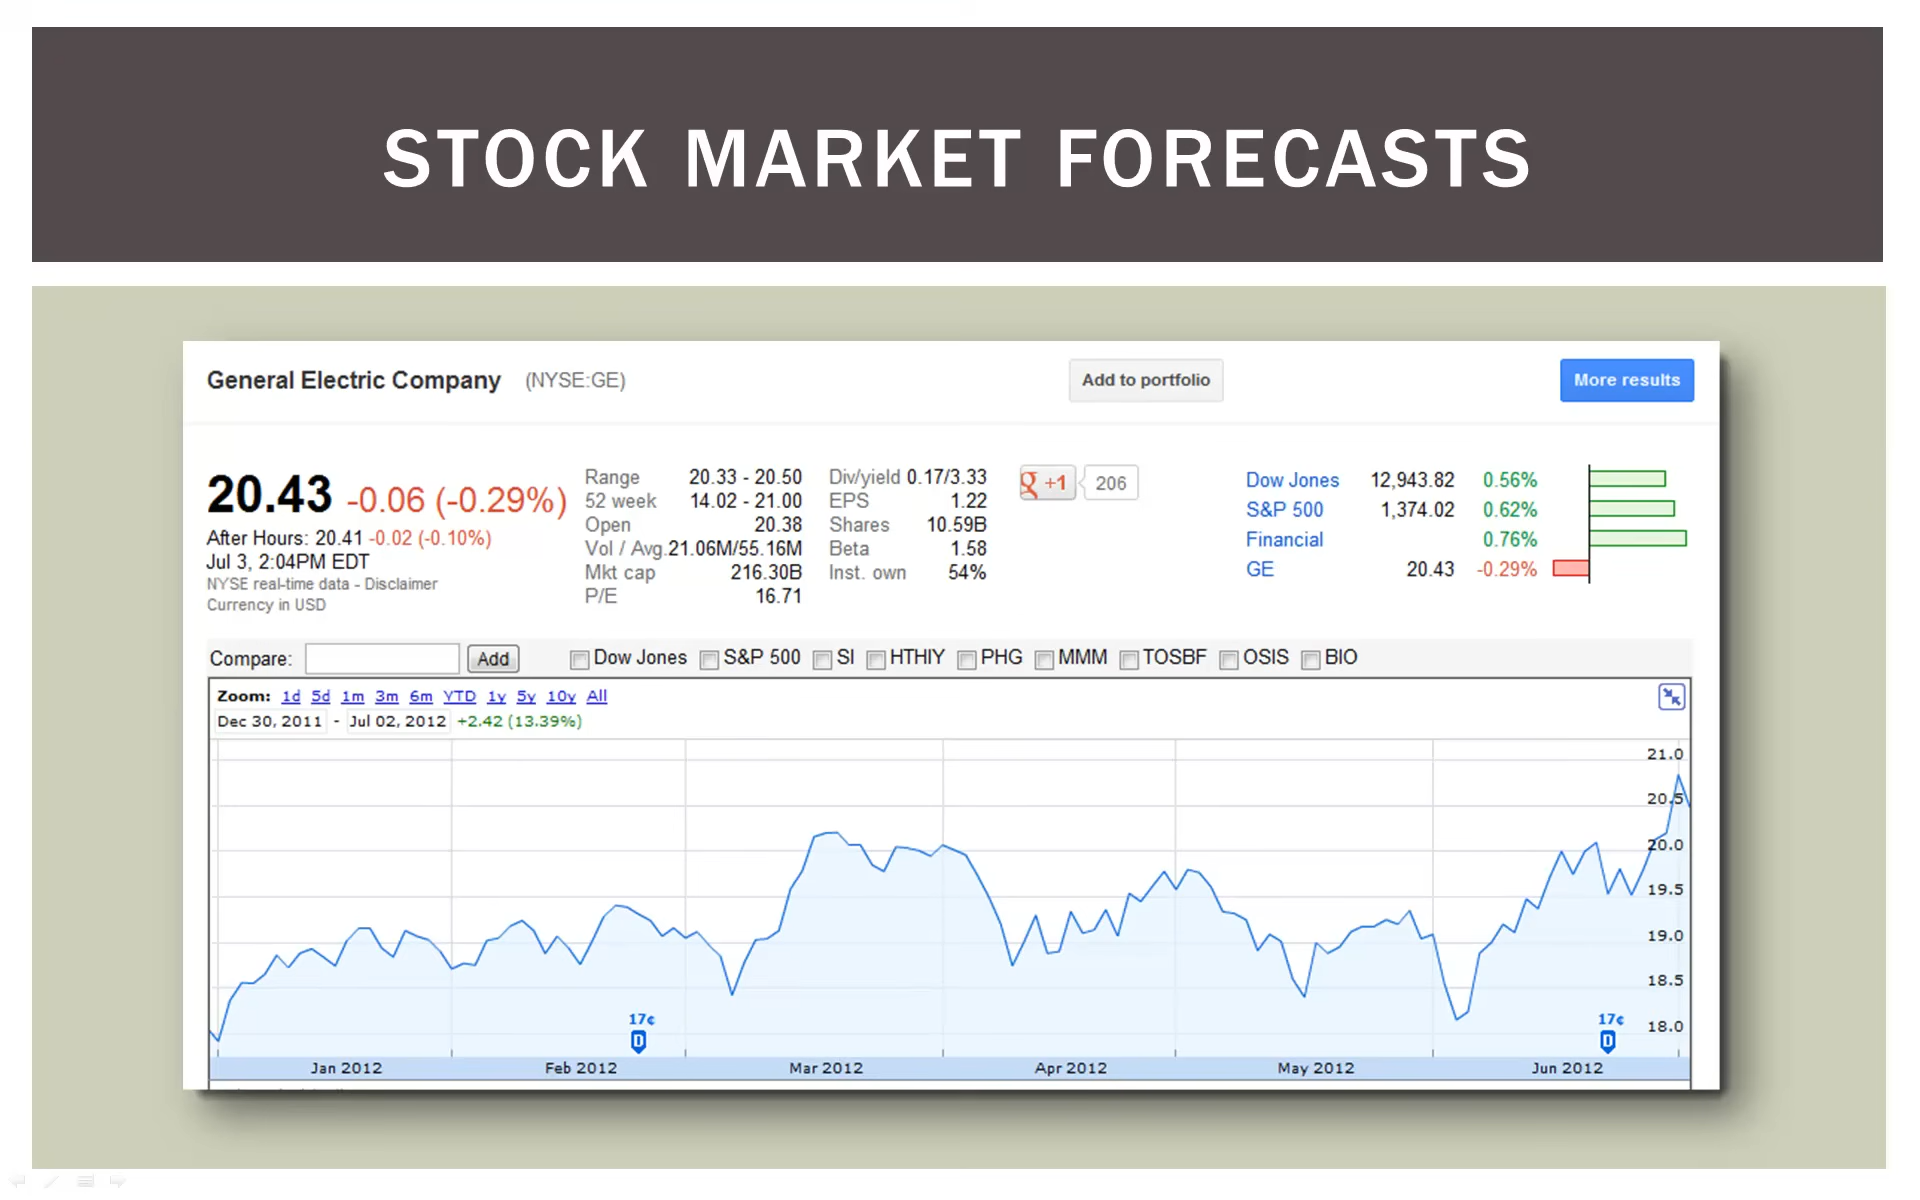 STOCK MARKET FORECASTS
General Electric Company (NYSE:GE) Add to portfolio More results
20.43 -0.06 (-0.29%)
After Hours: 20.41 -0.02 (-0.10%)
Jul 3, 2:04PM EDT
NYSE real-time data - Disclaimer
Currency in USD
Range 20.33 - 20.50
52 week 14.02 - 21.00
Open 20.38
Vol / Avg. 21.06M/55.16M
Mkt cap 216.30B
P/E 16.71
Div/yield 0.17/3.33
EPS 1.22
Shares 10.59B
Beta 1.58
Inst. own 54%
g +1 206
Dow Jones 12,943.82 0.56%
S&P 500 1,374.02 0.62%
Financial 0.76%
GE 20.43 -0.29%
Compare: Add Dow Jones S&P 500 SI HTHIY PHG MMM TOSBF OSIS BIO
Zoom: 1d 5d 1m 3m 6m YTD 1y 5y 10y All
Dec 30, 2011 - Jul 02, 2012 +2.42 (13.39%)
21.0
20.5
20.0
19.5
19.0
18.5
18.0
17¢ 17¢
D D
Jan 2012 Feb 2012 Mar 2012 Apr 2012 May 2012 Jun 2012